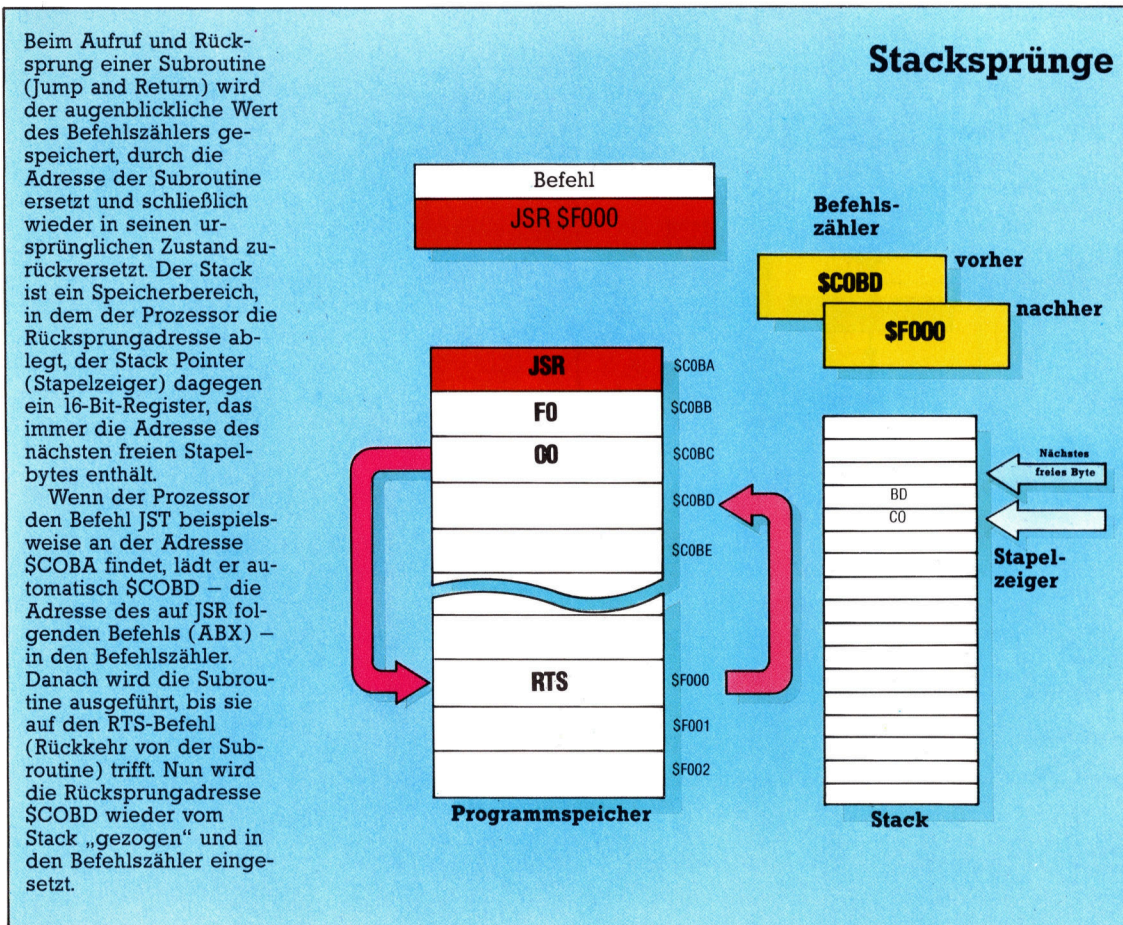 Stacksprünge
Beim Aufruf und Rück-
sprung einer Subroutine
(Jump and Return) wird
der augenblickliche Wert
des Befehlszählers ge-
speichert, durch die
Adresse der Subroutine
ersetzt und schließlich
wieder in seinen ur-
sprünglichen Zustand zu-
rückversetzt. Der Stack
ist ein Speicherbereich,
in dem der Prozessor die
Rücksprungadresse ab-
legt, der Stack Pointer
(Stapelzeiger) dagegen
ein 16-Bit-Register, das
immer die Adresse des
nächsten freien Stapel-
bytes enthält.
Wenn der Prozessor
den Befehl JST beispiels-
weise an der Adresse
$COBA findet, lädt er au-
tomatisch $COBD — die
Adresse des auf JSR fol-
genden Befehls (ABX) —
in den Befehlszähler.
Danach wird die Subrou-
tine ausgeführt, bis sie
auf den RTS-Befehl
(Rückkehr von der Sub-
routine) trifft. Nun wird
die Rücksprungadresse
$COBD wieder vom
Stack „gezogen“ und in
den Befehlszähler einge-
setzt.
Befehl
JSR $F000
Befehls-
zähler
$COBD
vorher
$F000
nachher
JSR
$C0BA
F0
$C0BB
00
$C0BC
$C0BD
$C0BE
RTS
$F000
$F001
$F002
Programmspeicher
BD
CO
Nächstes
freies Byte
Stapel-
zeiger
Stack